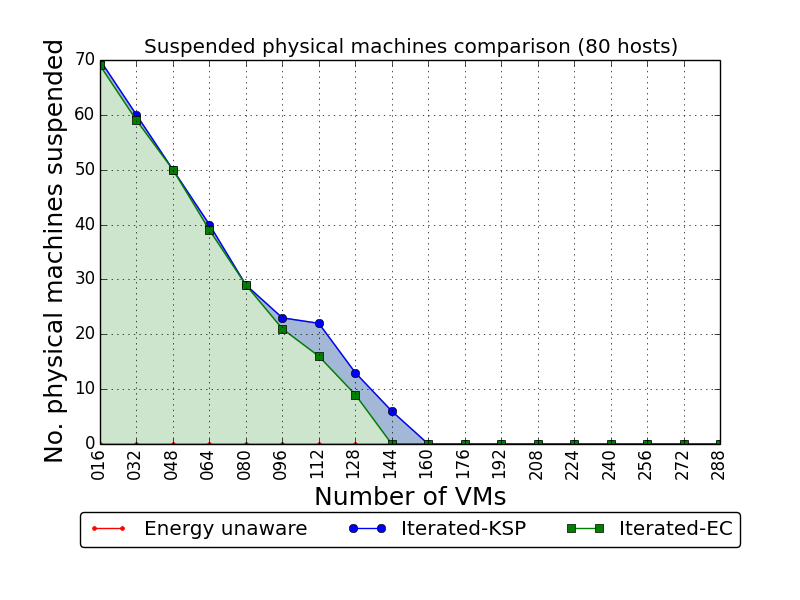 Suspended physical machines comparison (80 hosts)
No. physical machines suspended
70
60
50
40
30
20
10
0
016 032 048 064 080 096 112 128 144 160 176 192 208 224 240 256 272 288
Number of VMs
Energy unaware Iterated-KSP Iterated-EC